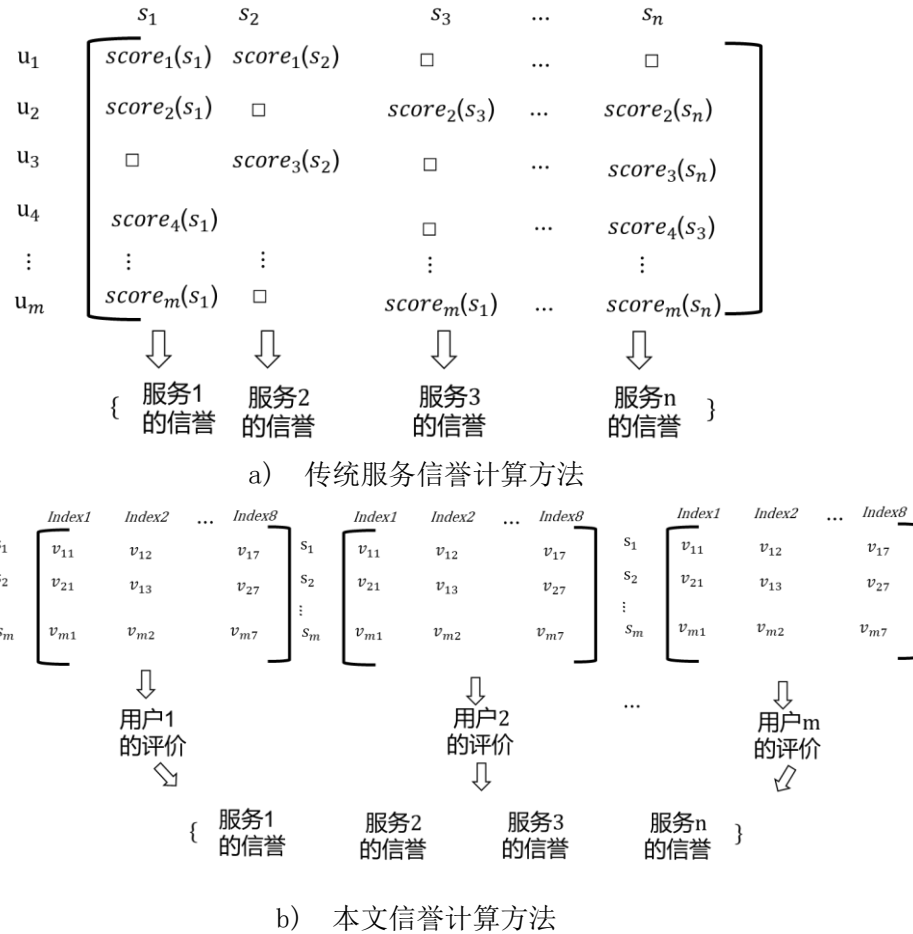 s₁ s₂ s₃ ... sₙ
u₁ score₁(s₁) score₁(s₂) □ ... □
u₂ score₂(s₁) □ score₂(s₃) ... score₂(sₙ)
u₃ □ score₃(s₂) □ ... score₃(sₙ)
u₄ score₄(s₁) □ ... score₄(s₃)
⋮ ⋮ ⋮ ⋮ ⋮
uₘ scoreₘ(s₁) □ scoreₘ(s₁) ... scoreₘ(sₙ)
{ 服务1 服务2 服务3 服务n }
的信誉 的信誉 的信誉 的信誉
a) 传统服务信誉计算方法
Index1 Index2 ... Index8 Index1 Index2 ... Index8 Index1 Index2 ... Index8
s₁ v₁₁ v₁₂ v₁₇ s₁ v₁₁ v₁₂ v₁₇ s₁ v₁₁ v₁₂ v₁₇
s₂ v₂₁ v₁₃ v₂₇ s₂ v₂₁ v₁₃ v₂₇ s₂ v₂₁ v₁₃ v₂₇
⋮ ⋮
sₘ vₘ₁ vₘ₂ vₘ₇ sₘ vₘ₁ vₘ₂ vₘ₇ sₘ vₘ₁ vₘ₂ vₘ₇
用户1 用户2 ... 用户m
的评价 的评价 的评价
{ 服务1 服务2 服务3 服务n }
的信誉 的信誉 的信誉 的信誉
b) 本文信誉计算方法